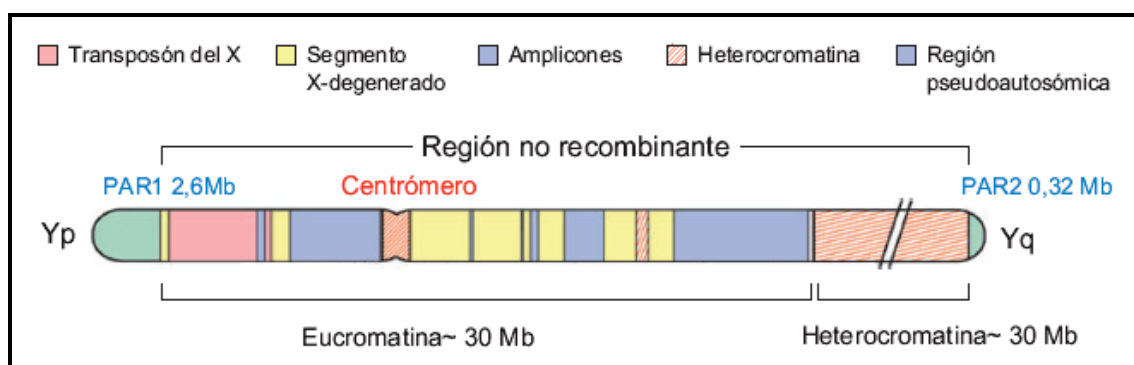 Transposón del X
Segmento
X-degenerado
Amplicones
Heterocromatina
Región
pseudoautosómica
Región no recombinante
PAR1 2,6Mb
Centrómero
PAR2 0,32 Mb
Yp
Yq
Eucromatina~ 30 Mb
Heterocromatina~ 30 Mb